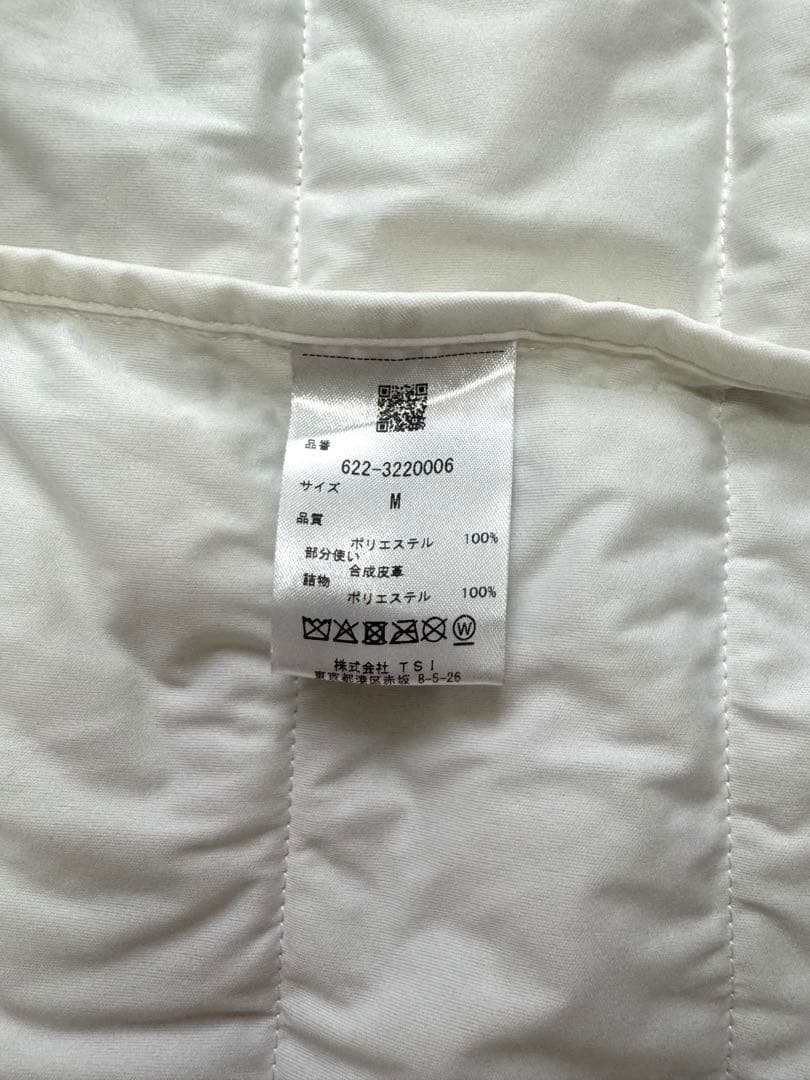 品番
622-3220006
サイズ
M
品質
ポリエステル 100%
部分使い
合成皮革
詰物
ポリエステル 100%
W
株式会社 TSI
東京都港区赤坂 8-5-26